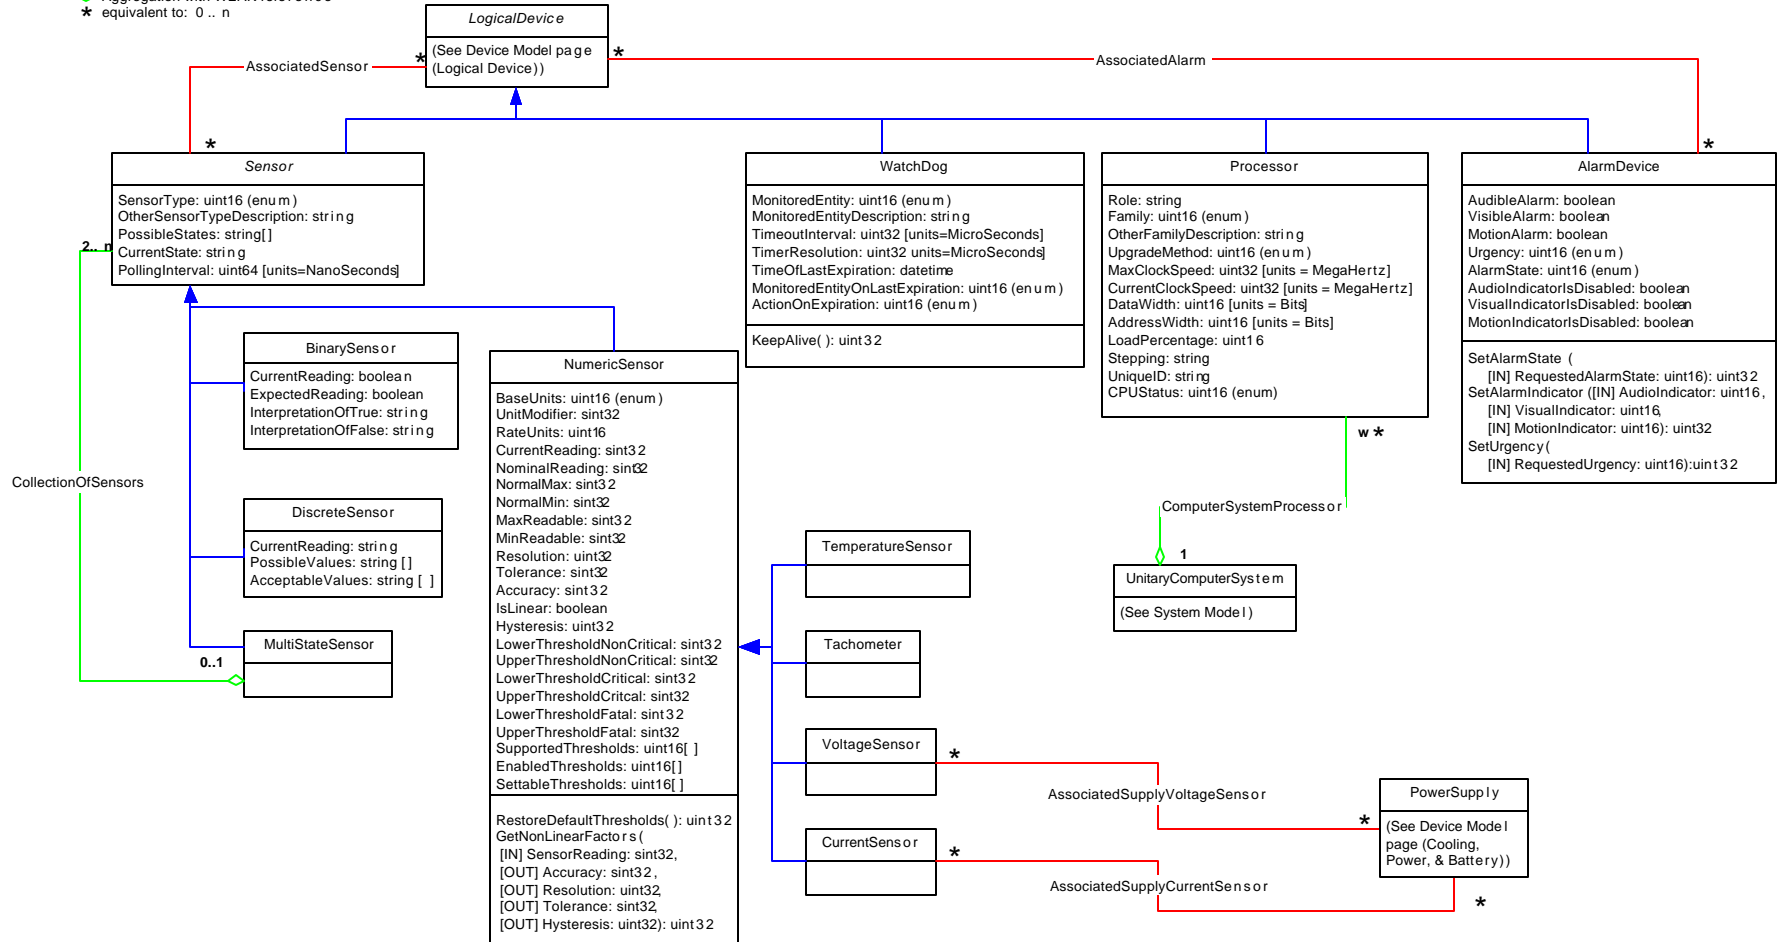 * equivalent to: 0 .. n
LogicalDevice
(See Device Model page
(Logical Device))
*
*
AssociatedSensor
AssociatedAlarm
*
*
Sensor
SensorType: uint16 (enum)
OtherSensorTypeDescription: string
PossibleStates: string[]
CurrentState: string
PollingInterval: uint64 [units=NanoSeconds]
2.. n
WatchDog
MonitoredEntity: uint16 (enum)
MonitoredEntityDescription: string
TimeoutInterval: uint32 [units=MicroSeconds]
TimerResolution: uint32 units=MicroSeconds]
TimeOfLastExpiration: datetime
MonitoredEntityOnLastExpiration: uint16 (enum)
ActionOnExpiration: uint16 (enum)
KeepAlive( ): uint32
Processor
Role: string
Family: uint16 (enum)
OtherFamilyDescription: string
UpgradeMethod: uint16 (enum)
MaxClockSpeed: uint32 [units = MegaHertz]
CurrentClockSpeed: uint32 [units = MegaHertz]
DataWidth: uint16 [units = Bits]
AddressWidth: uint16 [units = Bits]
LoadPercentage: uint16
Stepping: string
UniqueID: string
CPUStatus: uint16 (enum)
AlarmDevice
AudibleAlarm: boolean
VisibleAlarm: boolean
MotionAlarm: boolean
Urgency: uint16 (enum)
AlarmState: uint16 (enum)
AudioIndicatorIsDisabled: boolean
VisualIndicatorIsDisabled: boolean
MotionIndicatorIsDisabled: boolean
SetAlarmState (
[IN] RequestedAlarmState: uint16): uint32
SetAlarmIndicator ([IN] AudioIndicator: uint16,
[IN] VisualIndicator: uint16,
[IN] MotionIndicator: uint16): uint32
SetUrgency(
[IN] RequestedUrgency: uint16):uint32
BinarySensor
CurrentReading: boolean
ExpectedReading: boolean
InterpretationOfTrue: string
InterpretationOfFalse: string
CollectionOfSensors
DiscreteSensor
CurrentReading: string
PossibleValues: string []
AcceptableValues: string [ ]
MultiStateSensor
0..1
NumericSensor
BaseUnits: uint16 (enum)
UnitModifier: sint32
RateUnits: uint16
CurrentReading: sint32
NominalReading: sint32
NormalMax: sint32
NormalMin: sint32
MaxReadable: sint32
MinReadable: sint32
Resolution: uint32
Tolerance: sint32
Accuracy: sint32
IsLinear: boolean
Hysteresis: uint32
LowerThresholdNonCritical: sint32
UpperThresholdNonCritical: sint32
LowerThresholdCritical: sint32
UpperThresholdCritcal: sint32
LowerThresholdFatal: sint32
UpperThresholdFatal: sint32
SupportedThresholds: uint16[ ]
EnabledThresholds: uint16[]
SettableThresholds: uint16[ ]
RestoreDefaultThresholds( ): uint32
GetNonLinearFactors(
[IN] SensorReading: sint32,
[OUT] Accuracy: sint32,
[OUT] Resolution: uint32,
[OUT] Tolerance: sint32,
[OUT] Hysteresis: uint32): uint32
w *
ComputerSystemProcessor
1
UnitaryComputerSystem
(See System Model)
TemperatureSensor
Tachometer
VoltageSensor
*
AssociatedSupplyVoltageSensor
*
CurrentSensor
*
AssociatedSupplyCurrentSensor
PowerSupply
(See Device Model
page (Cooling,
Power, & Battery))
*